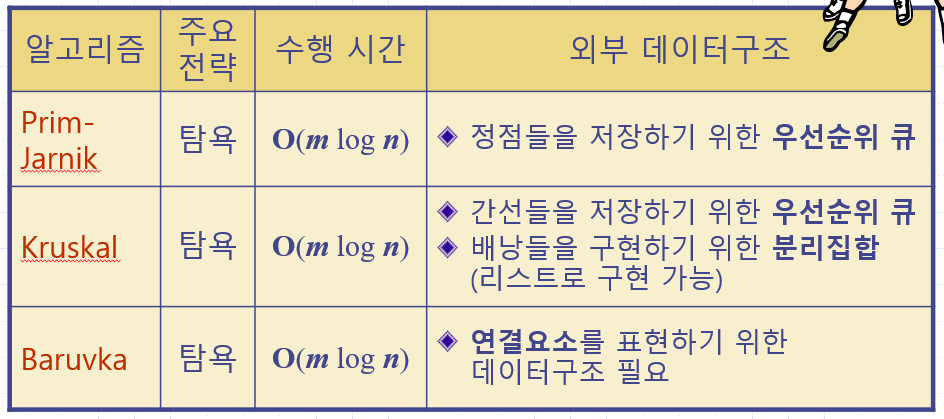 알고리즘
주요
전략
수행 시간
외부 데이터구조
Prim-
Jarnik
탐욕
O(m log n)
정점들을 저장하기 위한 우선순위 큐
Kruskal
탐욕
O(m log n)
간선들을 저장하기 위한 우선순위 큐
배낭들을 구현하기 위한 분리집합
(리스트로 구현 가능)
Baruvka
탐욕
O(m log n)
연결요소를 표현하기 위한
데이터구조 필요